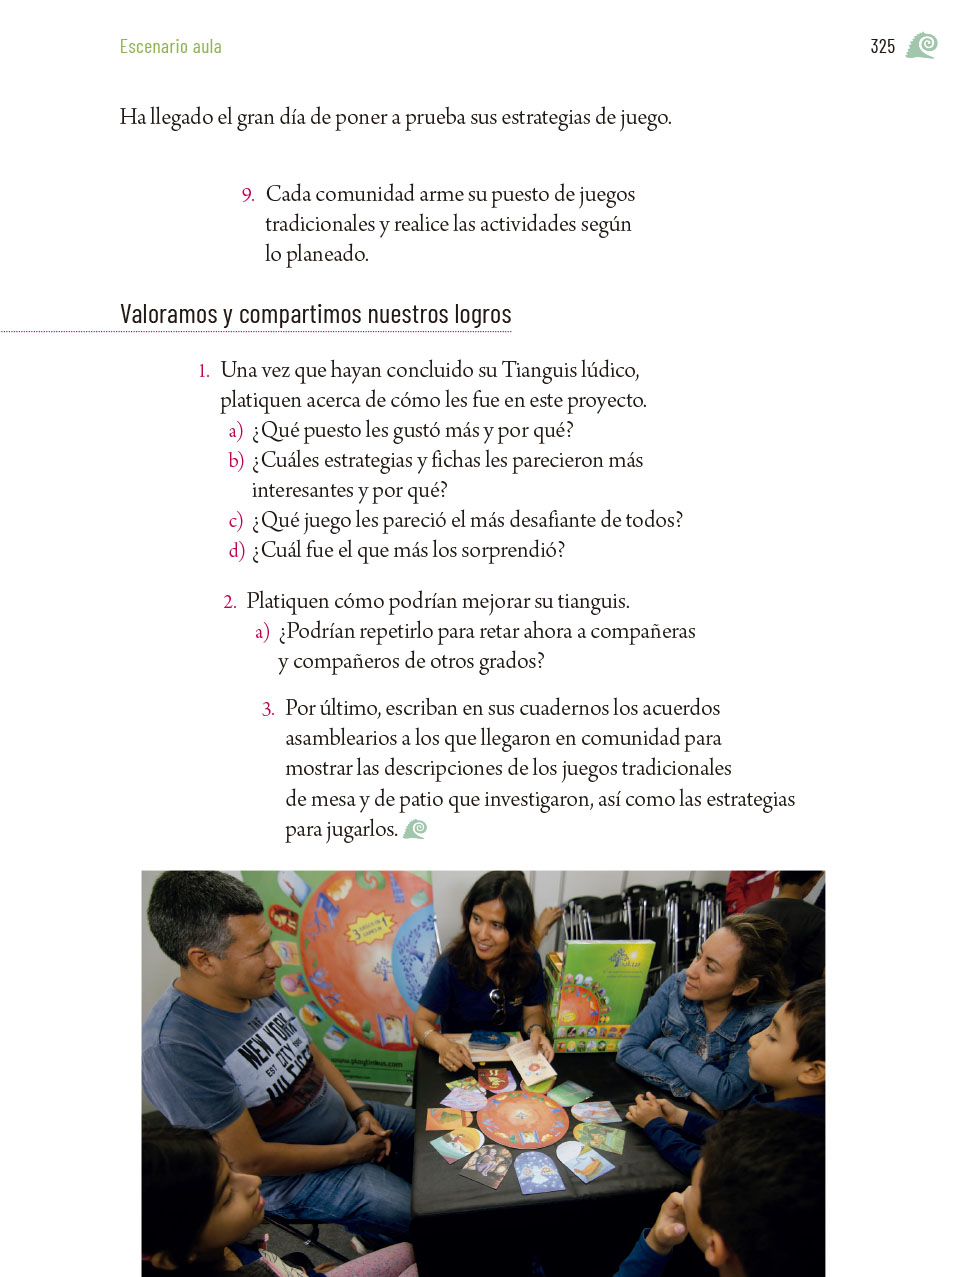 Escenario aula
325
Ha llegado el gran día de poner a prueba sus estrategias de juego.
9. Cada comunidad arme su puesto de juegos
tradicionales y realice las actividades según
lo planeado.
Valoramos y compartimos nuestros logros
1. Una vez que hayan concluido su Tianguis lúdico,
platiquen acerca de cómo les fue en este proyecto.
a) ¿Qué puesto les gustó más y por qué?
b) ¿Cuáles estrategias y fichas les parecieron más
interesantes y por qué?
c) ¿Qué juego les pareció el más desafiante de todos?
d) ¿Cuál fue el que más los sorprendió?
2. Platiquen cómo podrían mejorar su tianguis.
a) ¿Podrían repetirlo para retar ahora a compañeras
y compañeros de otros grados?
3. Por último, escriban en sus cuadernos los acuerdos
asamblearios a los que llegaron en comunidad para
mostrar las descripciones de los juegos tradicionales
de mesa y de patio que investigaron, así como las estrategias
para jugarlos.
THE
NEW YORK
CITY
EST